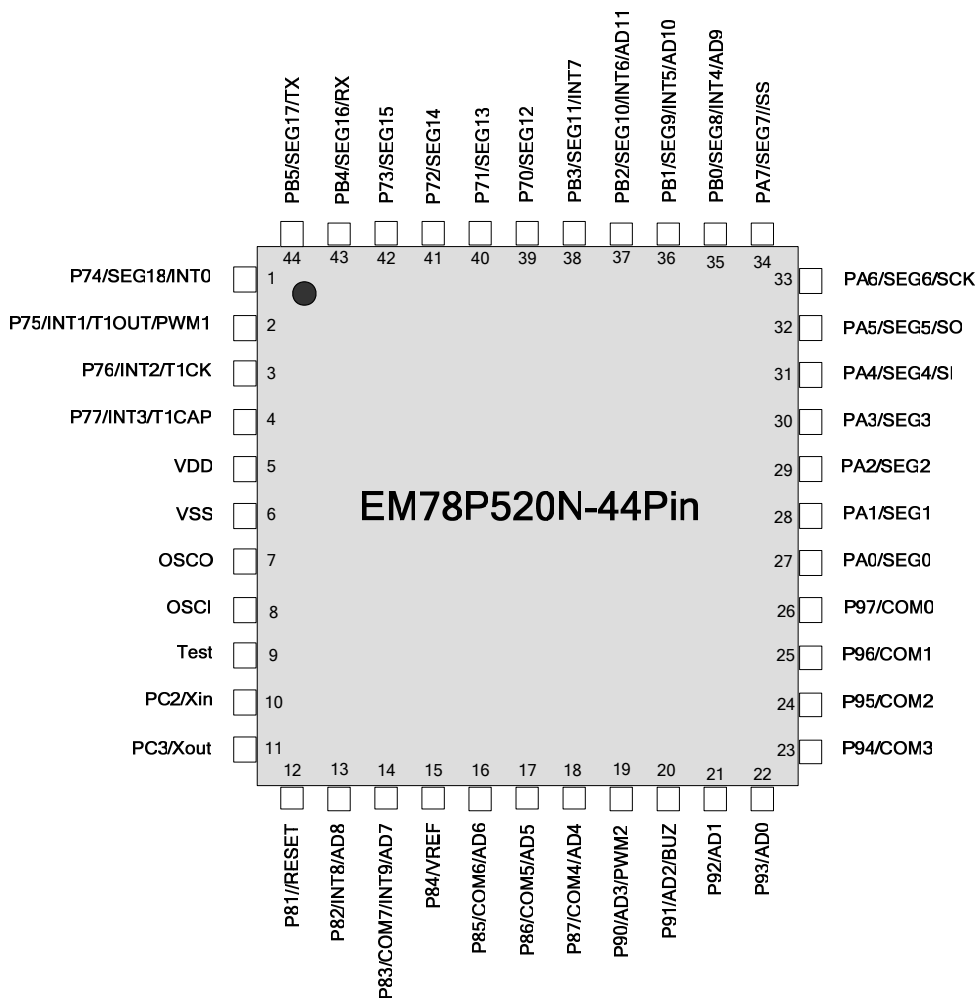 PB5/SEG17/TX
PB4/SEG16/RX
P73/SEG15
P72/SEG14
P71/SEG13
P70/SEG12
PB3/SEG11/INT7
PB2/SEG10/INT6/AD11
PB1/SEG9/INT5/AD10
PB0/SEG8/INT4/AD9
PA7/SEG7//SS
44
43
42
41
40
39
38
37
36
35
34
P74/SEG18/INT0
1
P75/INT1/T1OUT/PWM1
2
P76/INT2/T1CK
3
P77/INT3/T1CAP
4
VDD
5
VSS
6
OSCO
7
OSCI
8
Test
9
PC2/Xin
10
PC3/Xout
11
EM78P520N-44Pin
33
PA6/SEG6/SCK
32
PA5/SEG5/SO
31
PA4/SEG4/SI
30
PA3/SEG3
29
PA2/SEG2
28
PA1/SEG1
27
PA0/SEG0
26
P97/COM0
25
P96/COM1
24
P95/COM2
23
P94/COM3
12
13
14
15
16
17
18
19
20
21
22
P81//RESET
P82/INT8/AD8
P83/COM7/INT9/AD7
P84/VREF
P85/COM6/AD6
P86/COM5/AD5
P87/COM4/AD4
P90/AD3/PWM2
P91/AD2/BUZ
P92/AD1
P93/AD0